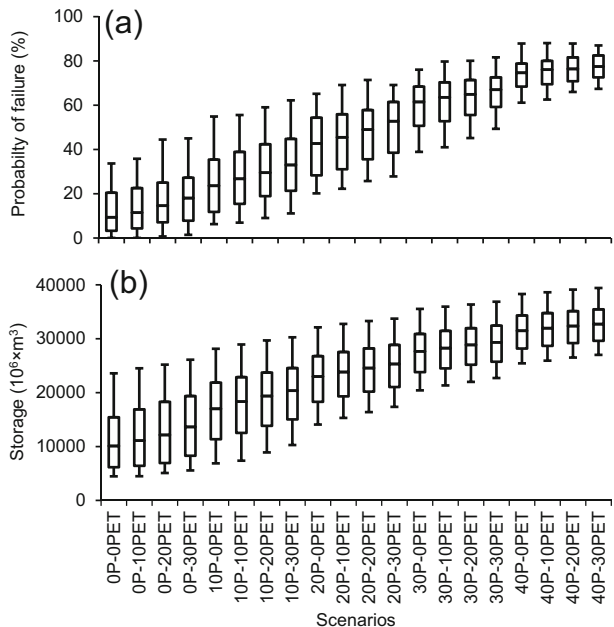 (a)
Probabilty of failure (%)
100
80
60
40
20
0
(b)
Storage (10⁶×m³)
40000
30000
20000
10000
0
0P-0PET
0P-10PET
0P-20PET
0P-30PET
10P-0PET
10P-10PET
10P-20PET
10P-30PET
20P-0PET
20P-10PET
20P-20PET
20P-30PET
30P-0PET
30P-10PET
30P-20PET
30P-30PET
40P-0PET
40P-10PET
40P-20PET
40P-30PET
Scenarios